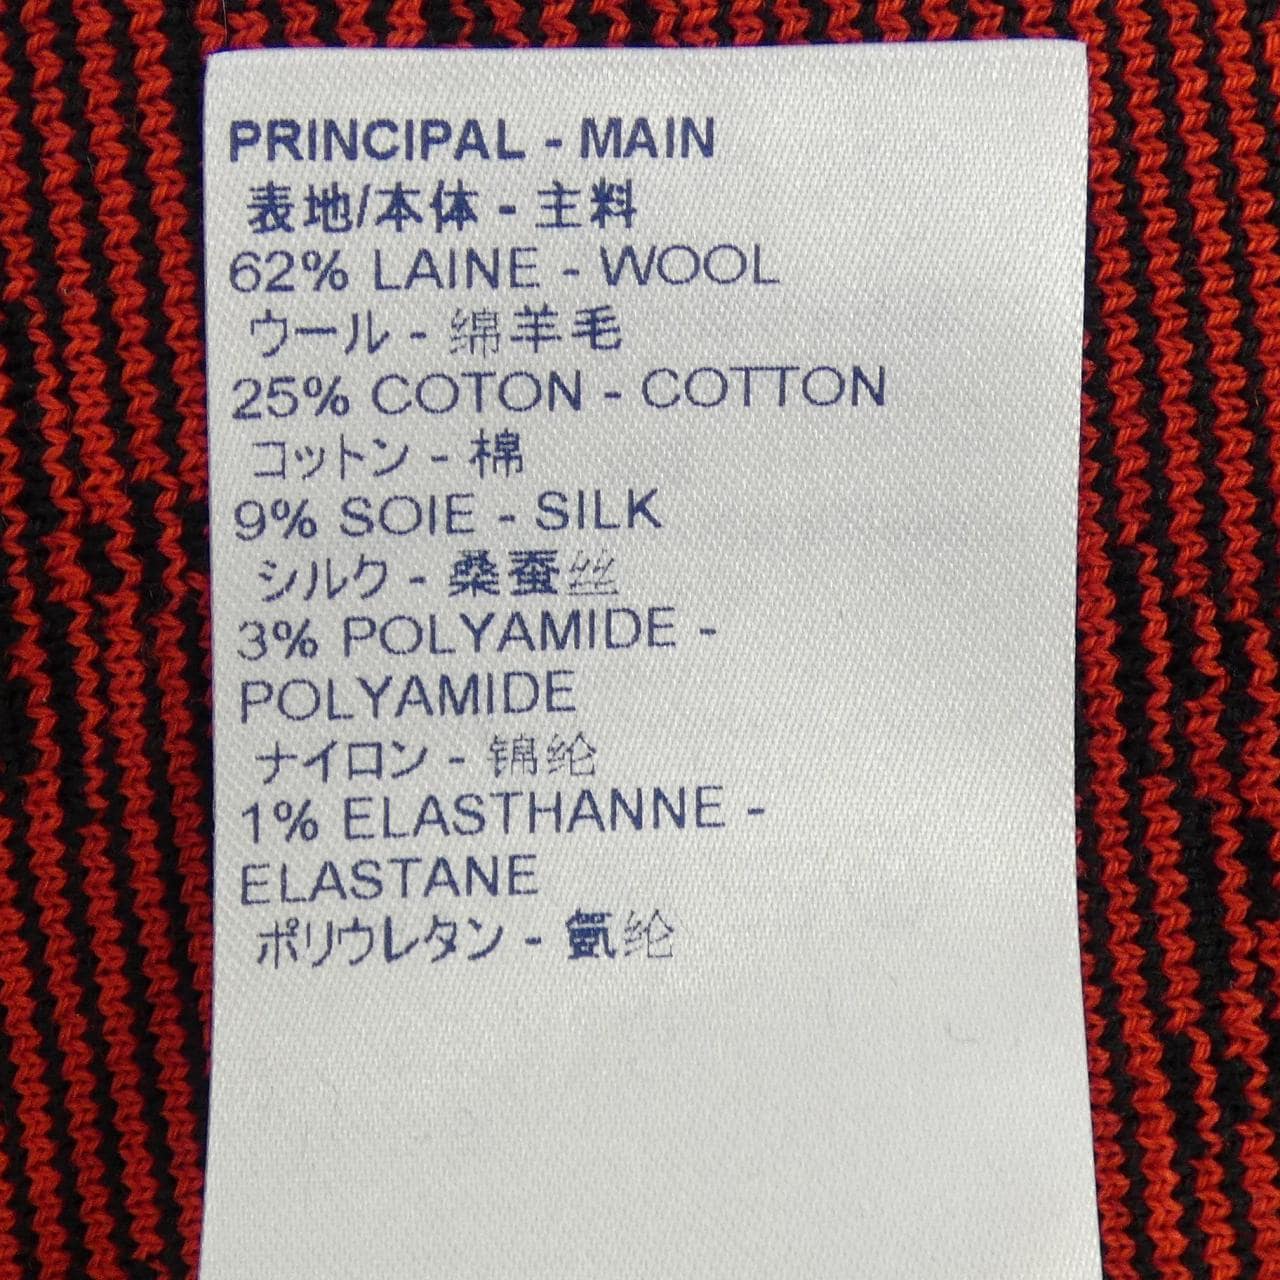 PRINCIPAL - MAIN
表地/本体 - 主料
62% LAINE - WOOL
ウール - 绵羊毛
25% COTON - COTTON
コットン - 棉
9% SOIE - SILK
シルク - 桑蚕丝
3% POLYAMIDE -
POLYAMIDE
ナイロン - 锦纶
1% ELASTHANNE -
ELASTANE
ポリウレタン - 氨纶